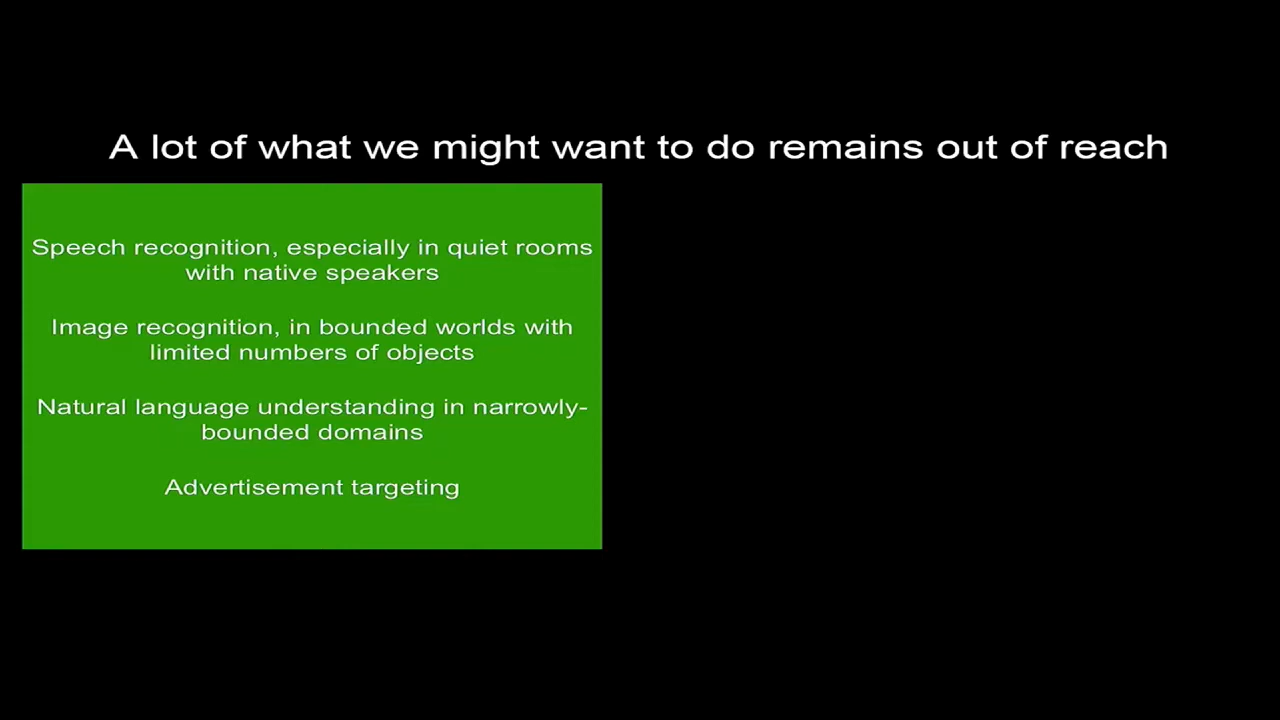 A lot of what we might want to do remains out of reach
Speech recognition, especially in quiet rooms
with native speakers
Image recognition, in bounded worlds with
limited numbers of objects
Natural language understanding in narrowly-
bounded domains
Advertisement targeting